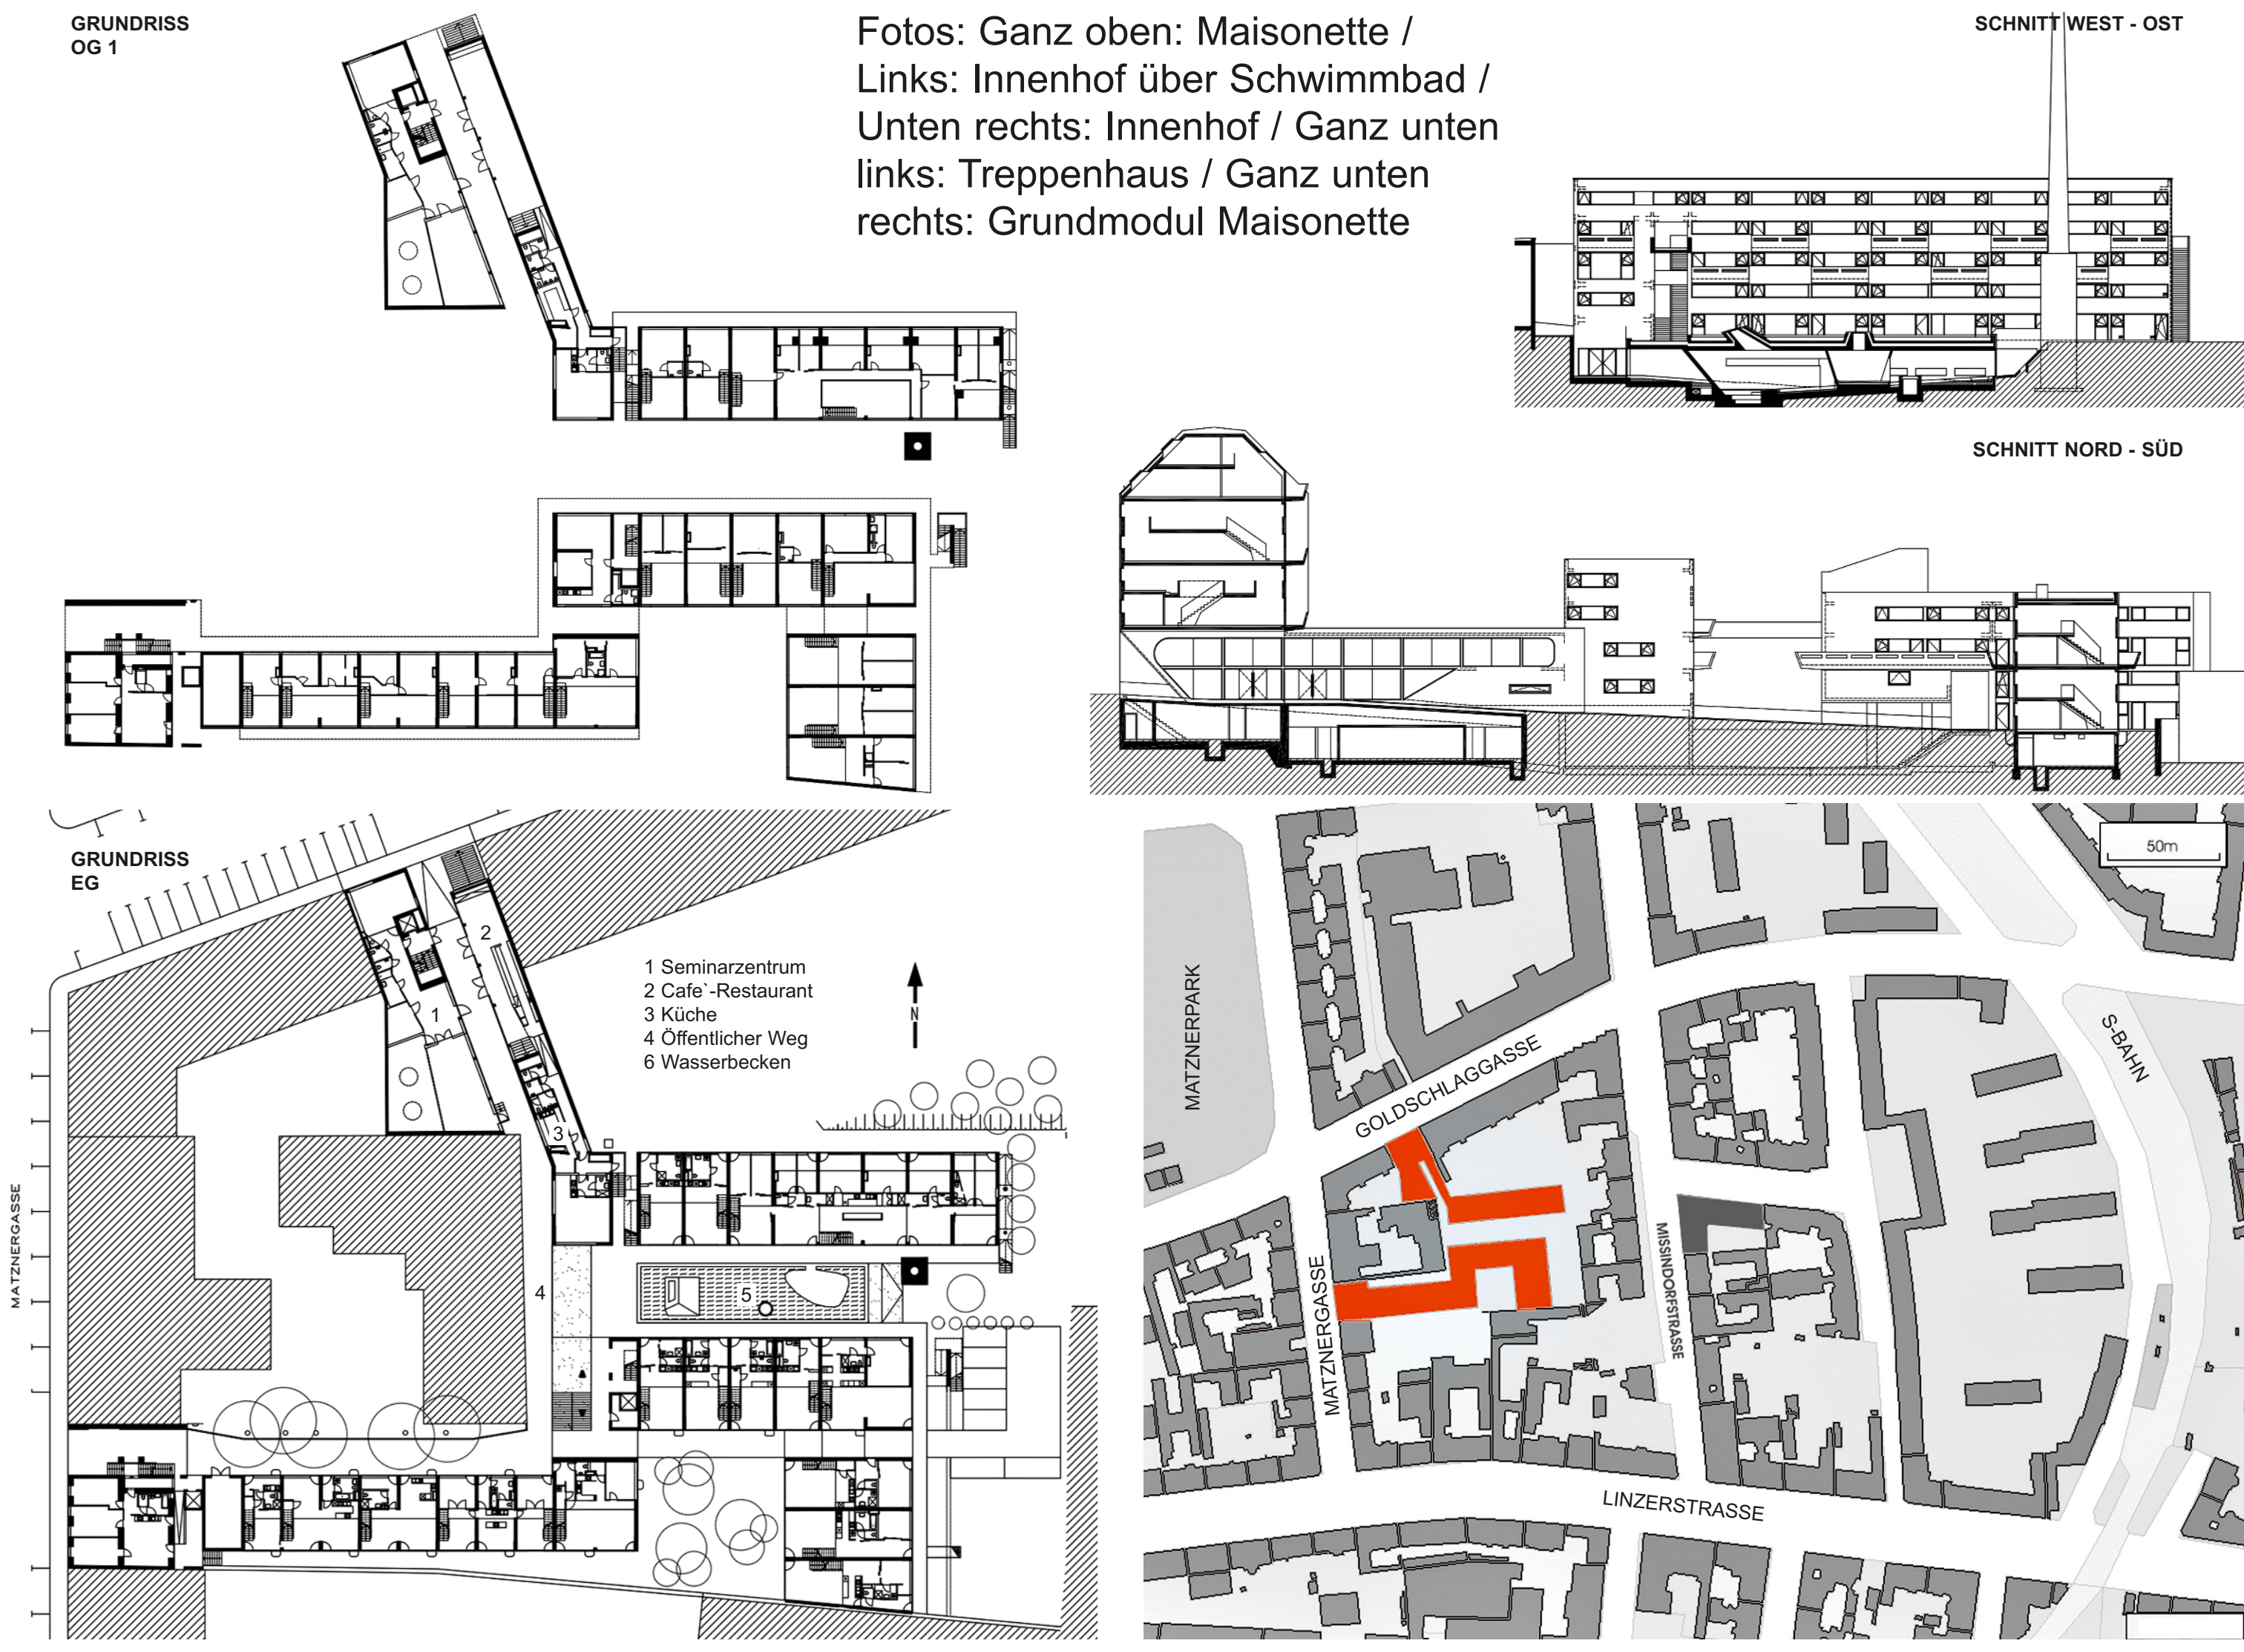 GRUNDRISS
OG 1
Fotos: Ganz oben: Maisonette /
Links: Innenhof über Schwimmbad /
Unten rechts: Innenhof / Ganz unten
links: Treppenhaus / Ganz unten
rechts: Grundmodul Maisonette
SCHNITT WEST - OST
SCHNITT NORD - SÜD
GRUNDRISS
EG
1 Seminarzentrum
2 Cafe`-Restaurant
3 Küche
4 Öffentlicher Weg
6 Wasserbecken
N
2
1
3
4
5
MATZNERGASSE
50m
MATZNERPARK
GOLDSCHLAGGASSE
S-BAHN
MISSINDORFSTRASSE
MATZNERGASSE
LINZERSTRASSE